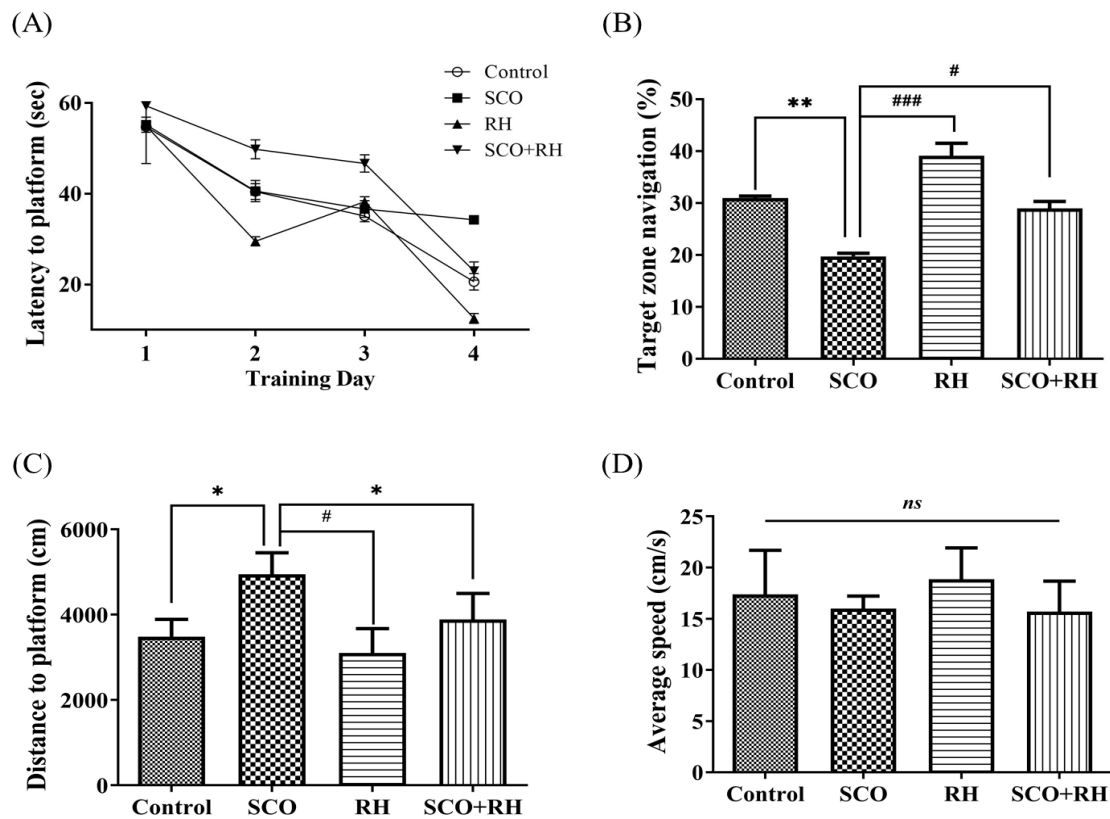 (A)
Latency to platform (sec)
60
40
20
1 2 3 4
Training Day
Control
SCO
RH
SCO+RH
(B)
Target zone navigation (%)
50
40
30
20
10
0
**
###
#
Control SCO RH SCO+RH
(C)
Distance to platform (cm)
6000
4000
2000
0
*
#
*
Control SCO RH SCO+RH
(D)
Average speed (cm/s)
25
20
15
10
5
0
ns
Control SCO RH SCO+RH